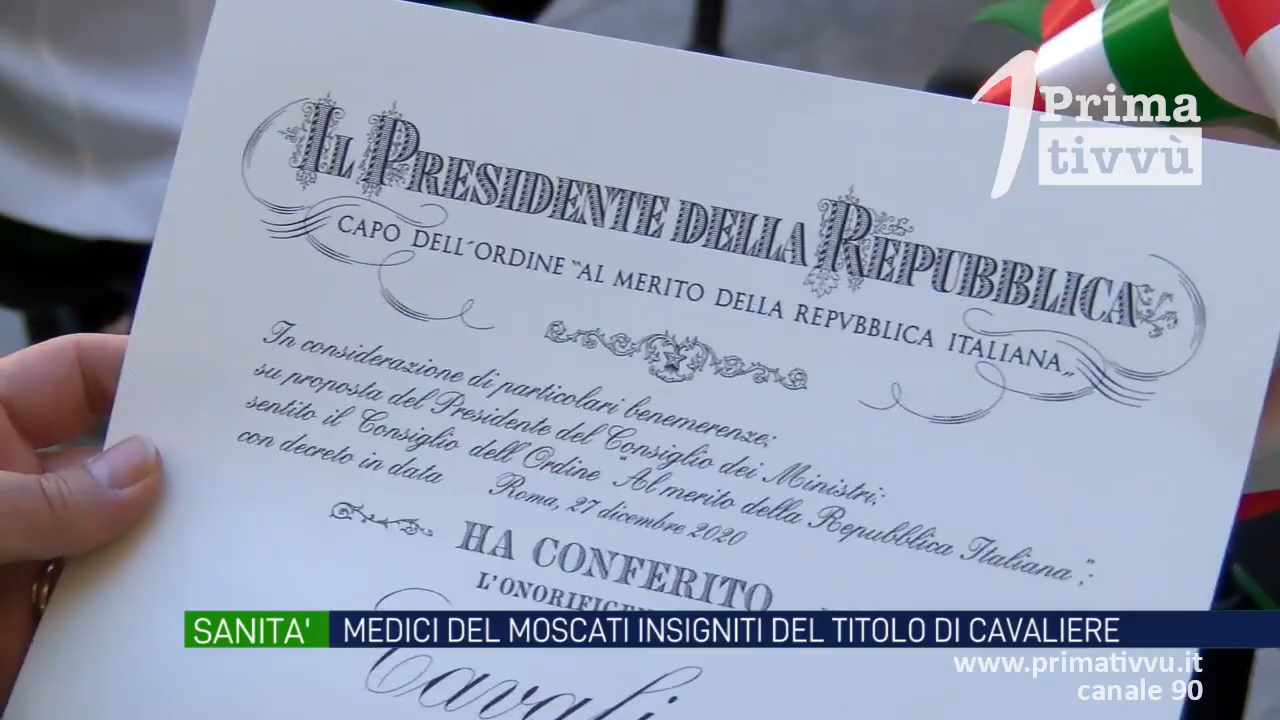 Prima
tivvù
IL PRESIDENTE DELLA REPUBBLICA
CAPO DELL'ORDINE "AL MERITO DELLA REPVBBLICA ITALIANA„
In considerazione di particolari benemerenze;
su proposta del Presidente del Consiglio dei Ministri;
sentito il Consiglio dell'Ordine "Al merito della Repubblica Italiana";
con decreto in data Roma, 27 dicembre 2020
HA CONFERITO
SANITA' MEDICI DEL MOSCATI INSIGNITI DEL TITOLO DI CAVALIERE
www.primativvu.it
canale 90